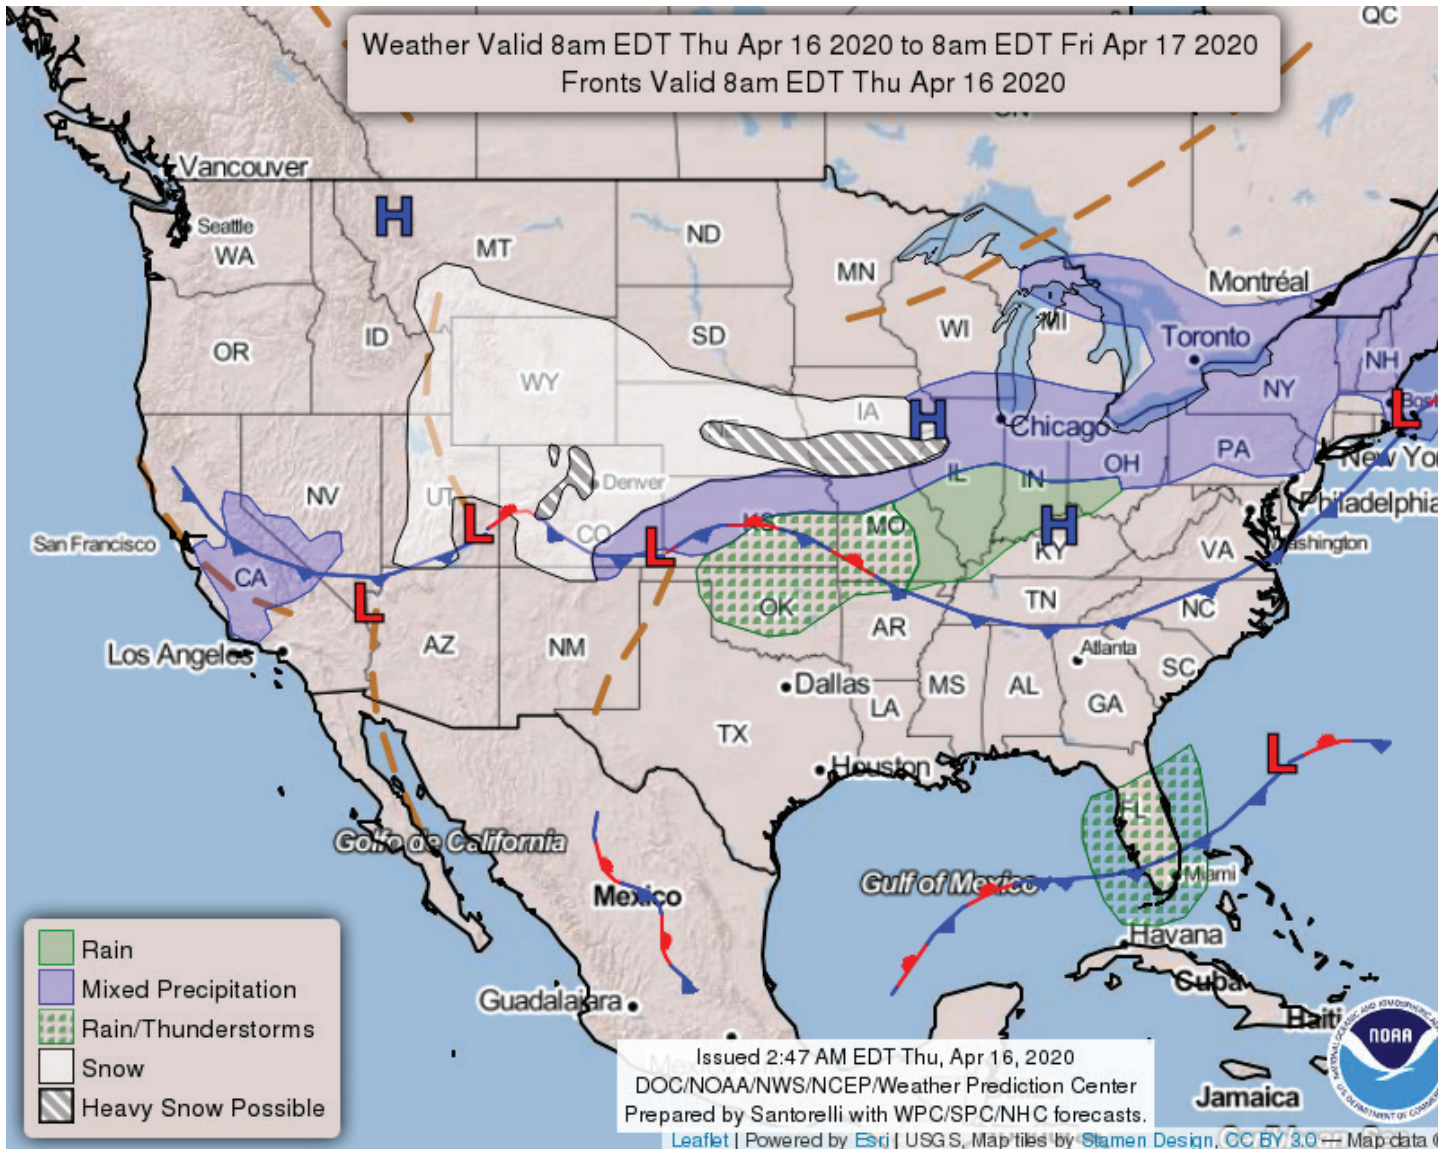 Weather Valid 8am EDT Thu Apr 16 2020 to 8am EDT Fri Apr 17 2020
Fronts Valid 8am EDT Thu Apr 16 2020
QC
Vancouver
H
Seattle
WA
MT
ND
MN
Montréal
OR
ID
SD
WI
MI
Toronto
NH
WY
NY
IA
H
Chicago
L
NV
UT
Denver
IL
IN
OH
PA
New Yo
Philadelphia
San Francisco
L
CO
L
KS
MO
H
KY
VA
Washington
CA
L
OK
TN
NC
Los Angeles
AZ
NM
AR
Atlanta
SC
Dallas
LA
MS
AL
GA
TX
Houston
L
FL
Golfo de California
Mexico
Gulf of Mexico
Miami
Havana
Cuba
Guadalajara
Haiti
Jamaica
Rain
Mixed Precipitation
Rain/Thunderstorms
Snow
Heavy Snow Possible
NOAA
Issued 2:47 AM EDT Thu, Apr 16, 2020
DOC/NOAA/NWS/NCEP/Weather Prediction Center
Prepared by Santorelli with WPC/SPC/NHC forecasts.
Leaflet | Powered by Esri | USGS, Map tiles by Stamen Design, CC BY 3.0 — Map data ©